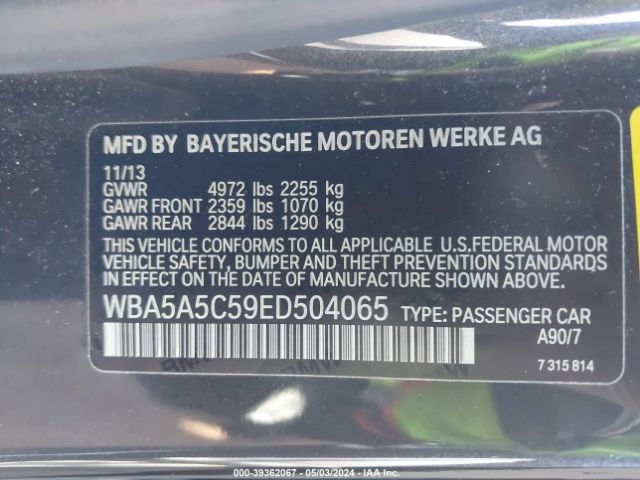 MFD BY BAYERISCHE MOTOREN WERKE AG
11/13
GVWR 4972 lbs 2255 kg
GAWR FRONT 2359 lbs 1070 kg
GAWR REAR 2844 lbs 1290 kg
THIS VEHICLE CONFORMS TO ALL APPLICABLE U.S.FEDERAL MOTOR
VEHICLE SAFETY, BUMPER, AND THEFT PREVENTION STANDARDS
IN EFFECT ON THE DATE OF MANUFACTURE SHOWN ABOVE.
WBA5A5C59ED504065 TYPE: PASSENGER CAR
A90/7
7 315 814
BMW BMW BMW
000-39362067 - 05/03/2024 - IAA Inc.